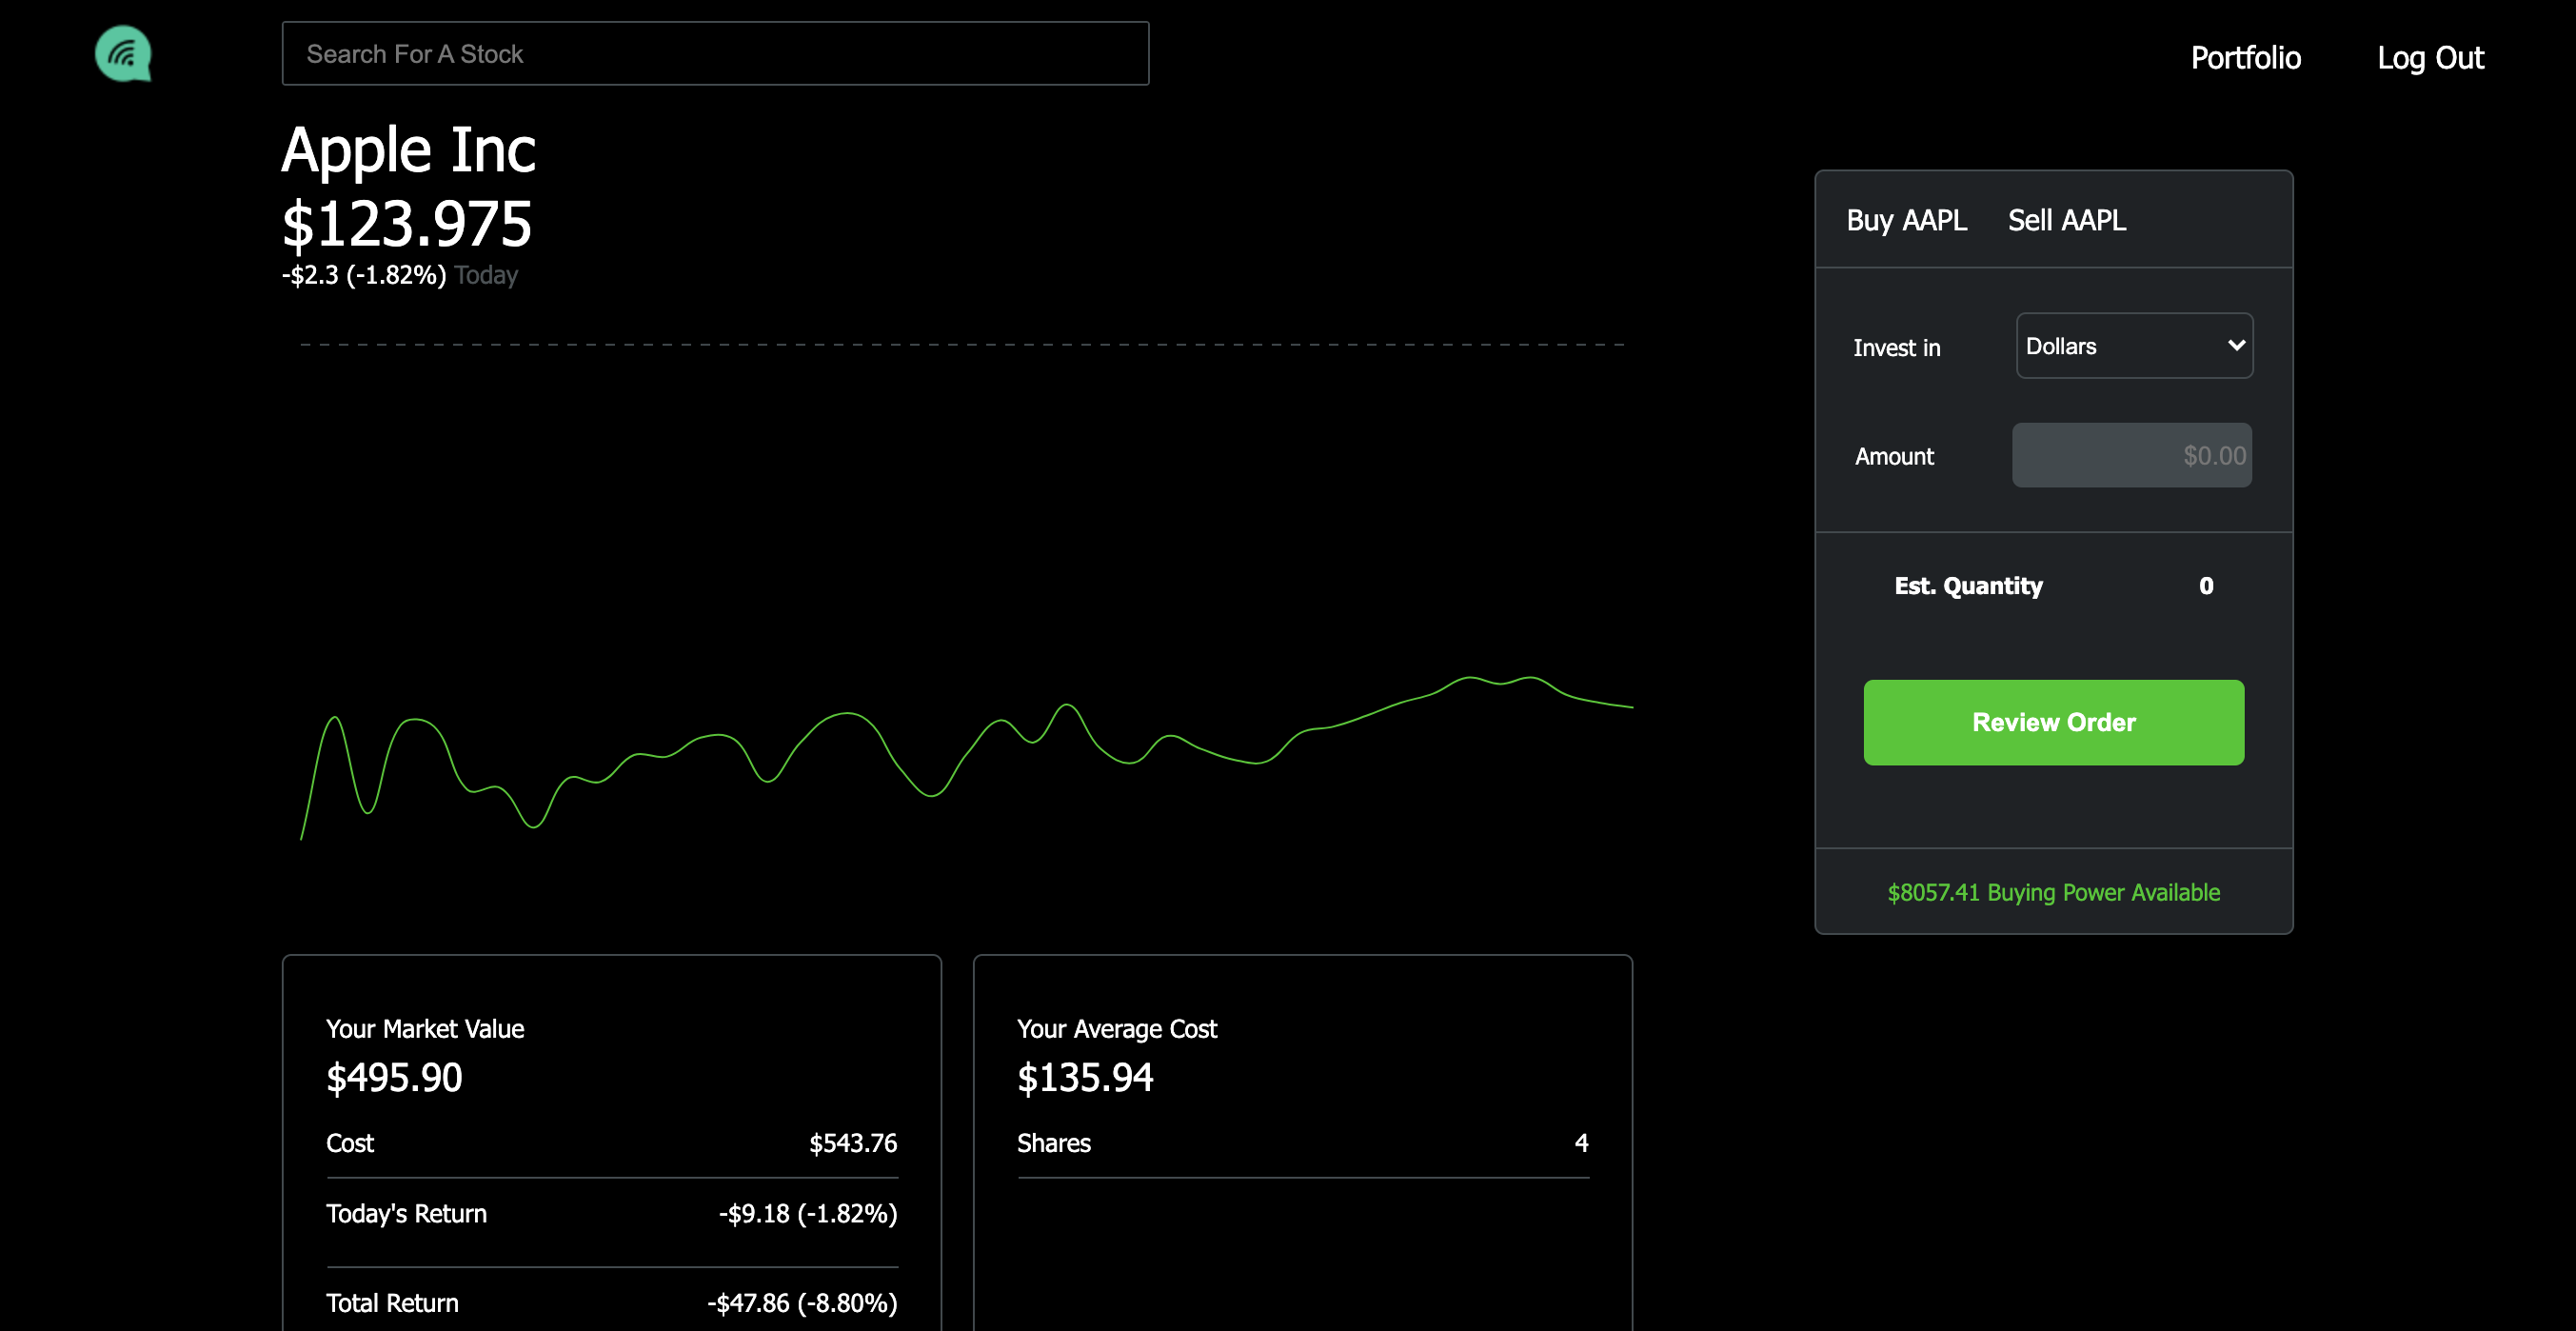 Search For A Stock
Portfolio
Log Out
Apple Inc
$123.975
-$2.3 (-1.82%) Today
Buy AAPL
Sell AAPL
Invest in
Dollars
Amount
$0.00
Est. Quantity
0
Review Order
$8057.41 Buying Power Available
Your Market Value
$495.90
Cost
$543.76
Today's Return
-$9.18 (-1.82%)
Total Return
-$47.86 (-8.80%)
Your Average Cost
$135.94
Shares
4